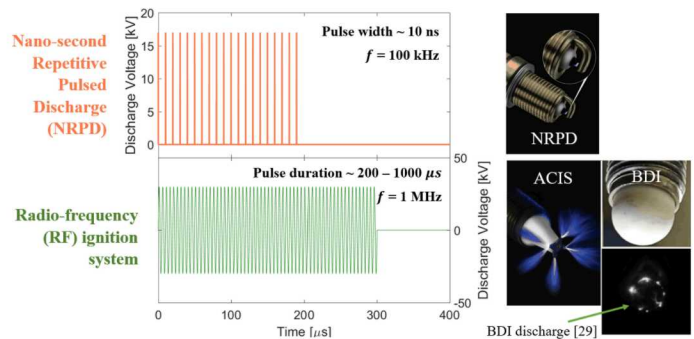 Nano-second
Repetitive
Pulsed
Discharge
(NRPD)
Discharge Voltage [kV]
20
15
10
5
0
Pulse width ~ 10 ns
f = 100 kHz
NRPD
Radio-frequency
(RF) ignition
system
Pulse duration ~ 200 – 1000 μs
f = 1 MHz
50
0
-50
Discharge Voltage [kV]
0 100 200 300 400
Time [μs]
ACIS
BDI
BDI discharge [29]